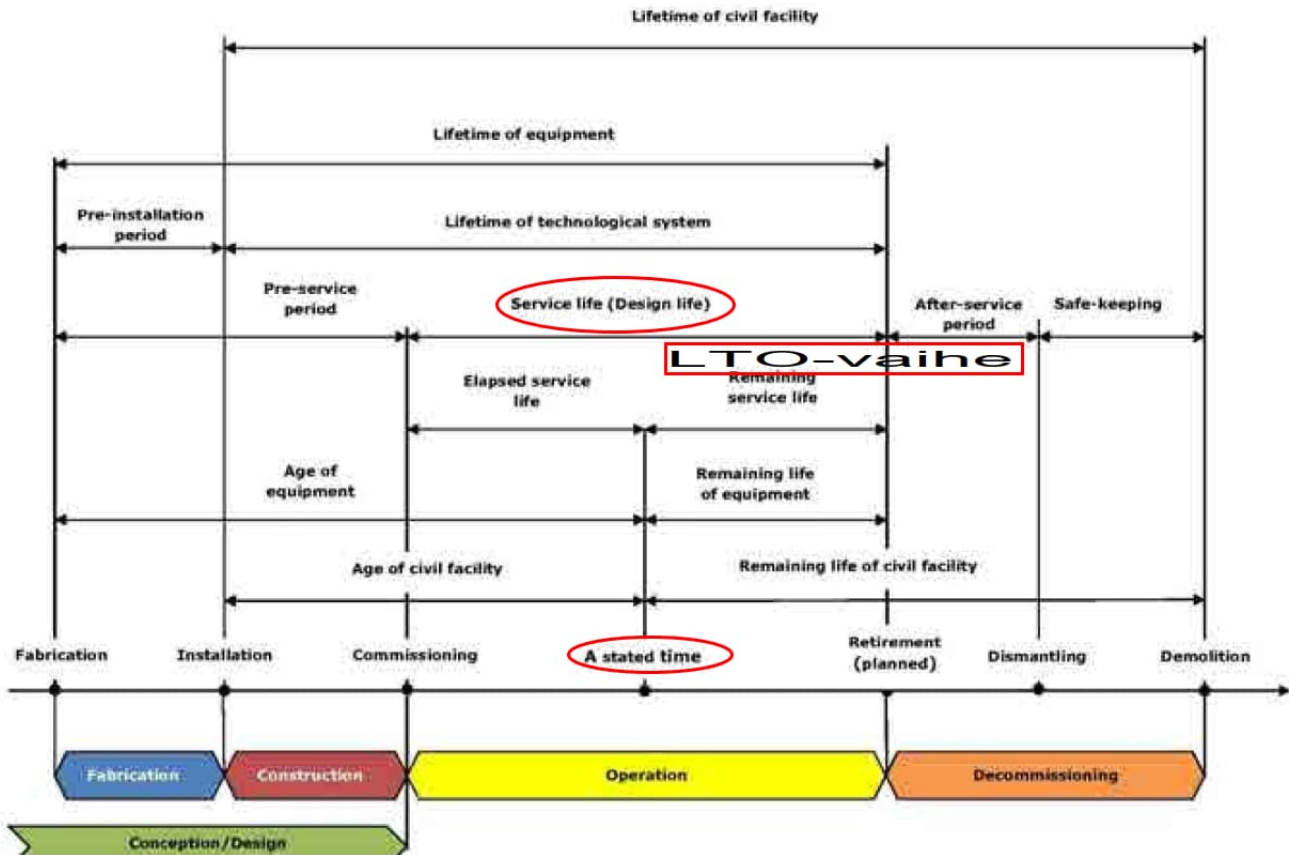 Lifetime of civil facility
Lifetime of equipment
Pre-installation
period
Lifetime of technological system
Pre-service
period
Service life (Design life)
After-service
period
Safe-keeping
LTO-vaihe
Elapsed service
life
Remaining
service life
Age of
equipment
Remaining life
of equipment
Age of civil facility
Remaining life of civil facility
Fabrication
Installation
Commissioning
A stated time
Retirement
(planned)
Dismantling
Demolition
Fabrication
Construction
Operation
Decommissioning
Conception/Design